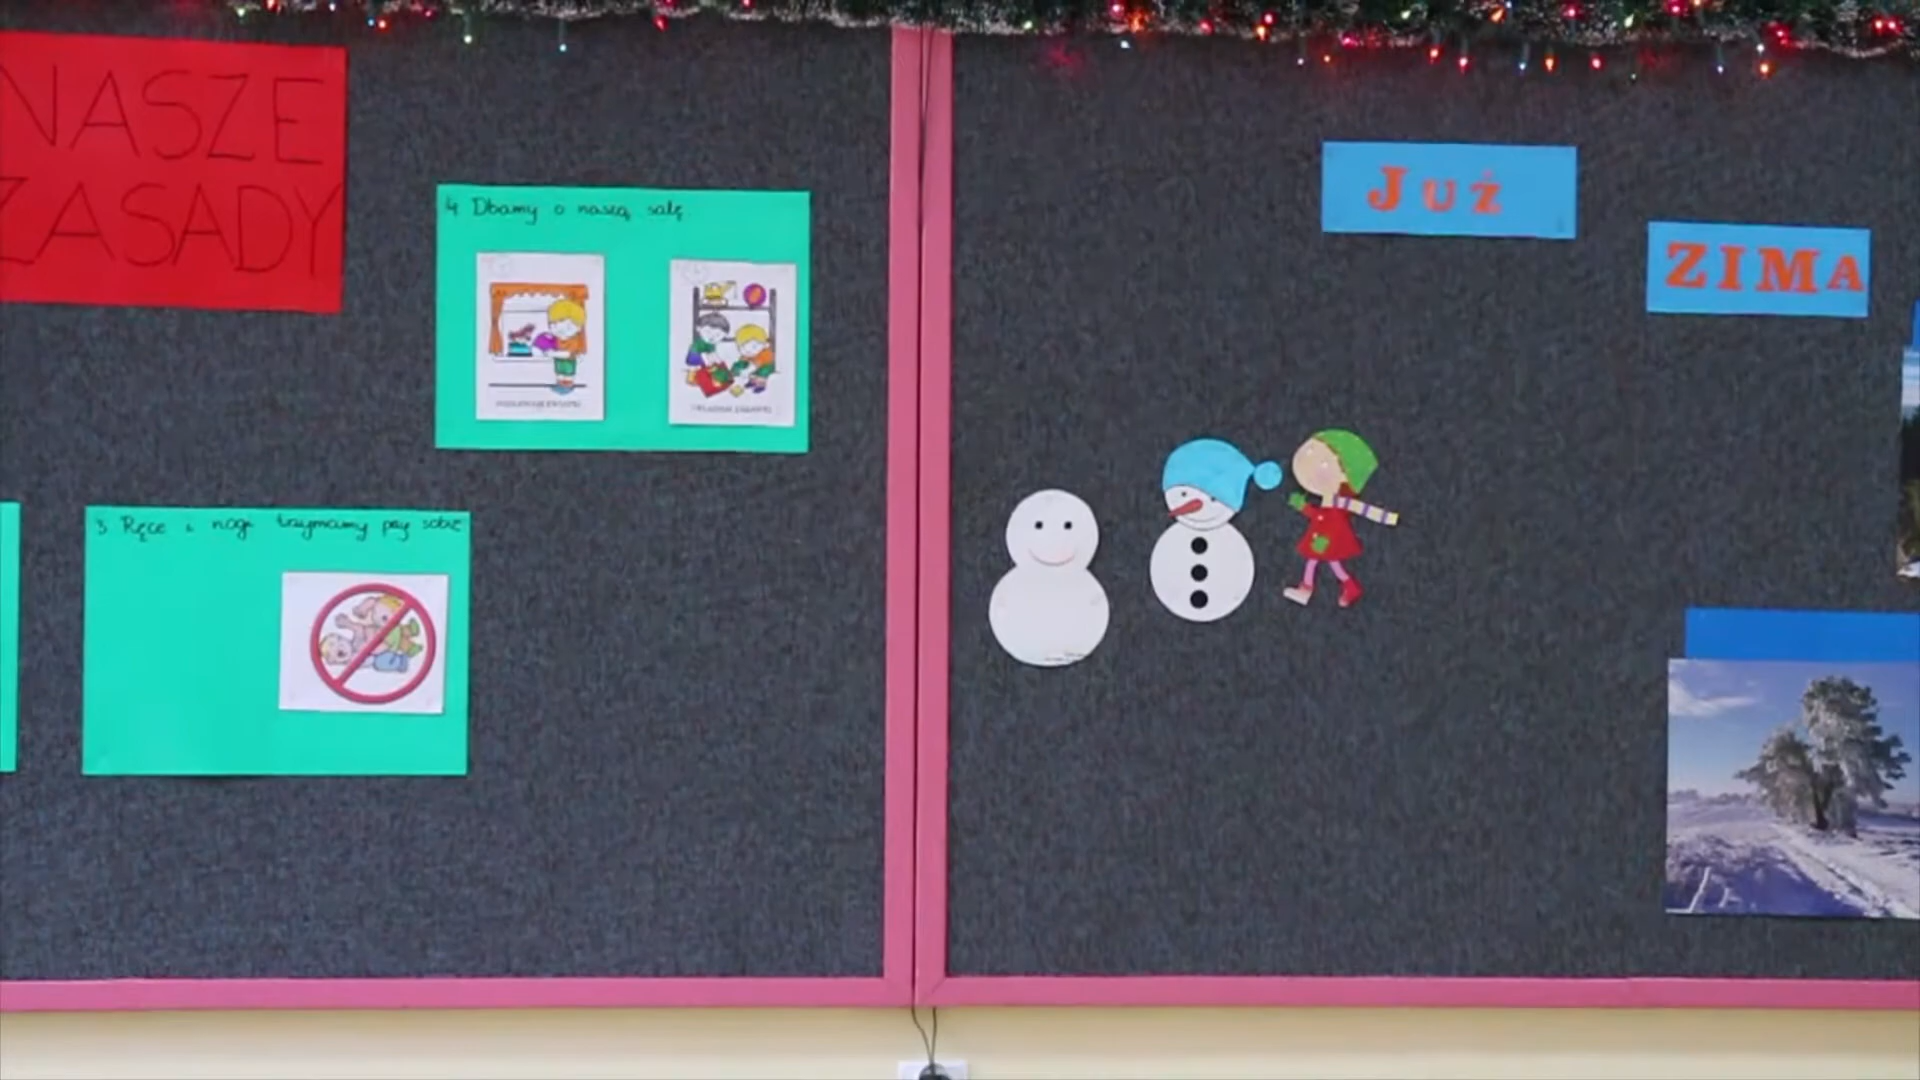 NASZE
ZASADY
4 Dbamy o naszą salę
3 Ręce i nogi trzymamy przy sobie
JUŻ
ZIMA